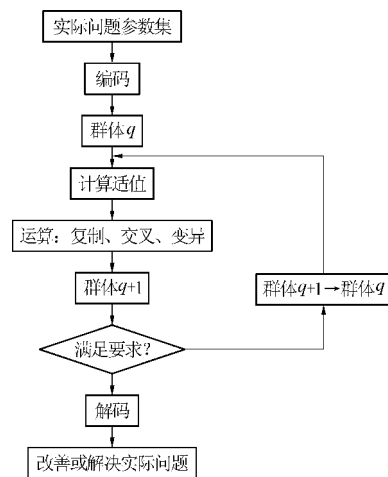 实际问题参数集
编码
群体q
计算适值
运算：复制、交叉、变异
群体q+1
群体q+1→群体q
满足要求？
解码
改善或解决实际问题